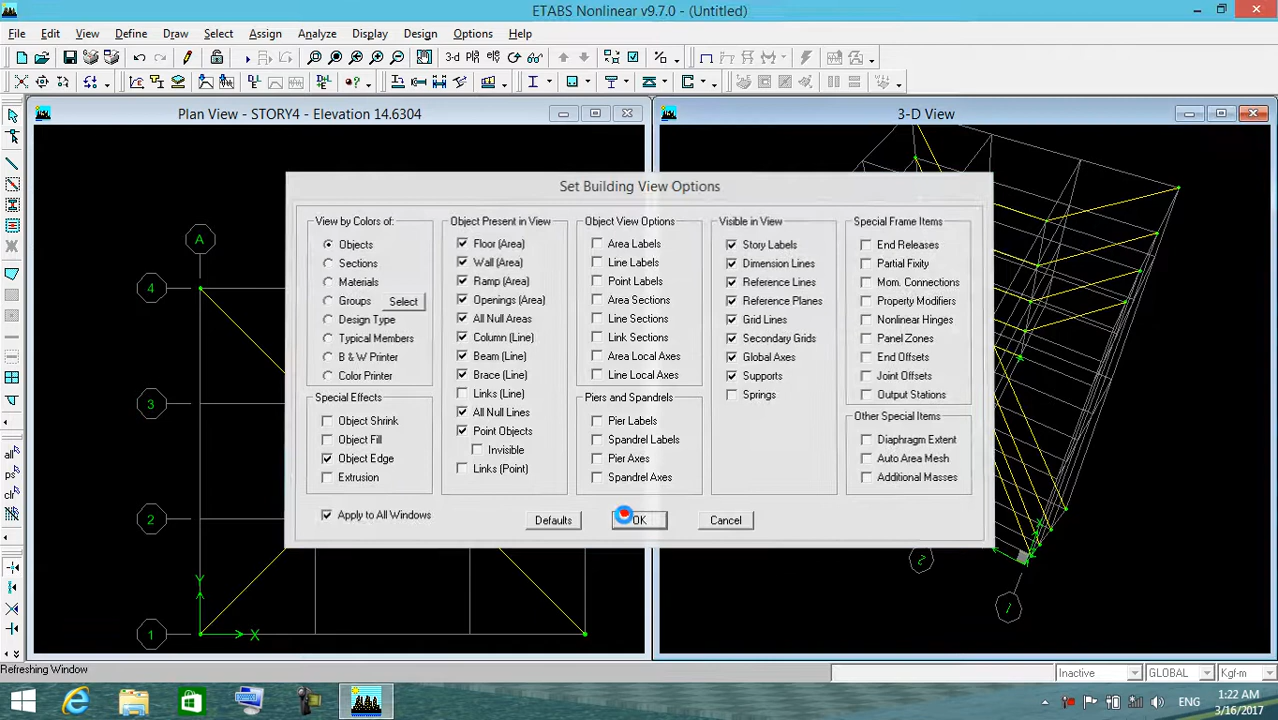 ETABS Nonlinear v9.7.0 - (Untitled)
File Edit View Define Draw Select Assign Analyze Display Design Options Help
3-d
Plan View - STORY4 - Elevation 14.6304
3-D View
Set Building View Options
View by Colors of:
Objects
Sections
Materials
Groups Select
Design Type
Typical Members
B & W Printer
Color Printer
Special Effects
Object Shrink
Object Fill
Object Edge
Extrusion
Apply to All Windows
Object Present in View
Floor (Area)
Wall (Area)
Ramp (Area)
Openings (Area)
All Null Areas
Column (Line)
Beam (Line)
Brace (Line)
Links (Line)
All Null Lines
Point Objects
Invisible
Links (Point)
Object View Options
Area Labels
Line Labels
Point Labels
Area Sections
Line Sections
Link Sections
Area Local Axes
Line Local Axes
Piers and Spandrels
Pier Labels
Spandrel Labels
Pier Axes
Spandrel Axes
Visible in View
Story Labels
Dimension Lines
Reference Lines
Reference Planes
Grid Lines
Secondary Grids
Global Axes
Supports
Springs
Special Frame Items
End Releases
Partial Fixity
Mom. Connections
Property Modifiers
Nonlinear Hinges
Panel Zones
End Offsets
Joint Offsets
Output Stations
Other Special Items
Diaphragm Extent
Auto Area Mesh
Additional Masses
Defaults OK Cancel
A
4
3
2
1
Y
X
2
1
all
ps
clr
Refreshing Window
Inactive GLOBAL Kgf-m
ENG
1:22 AM
3/16/2017